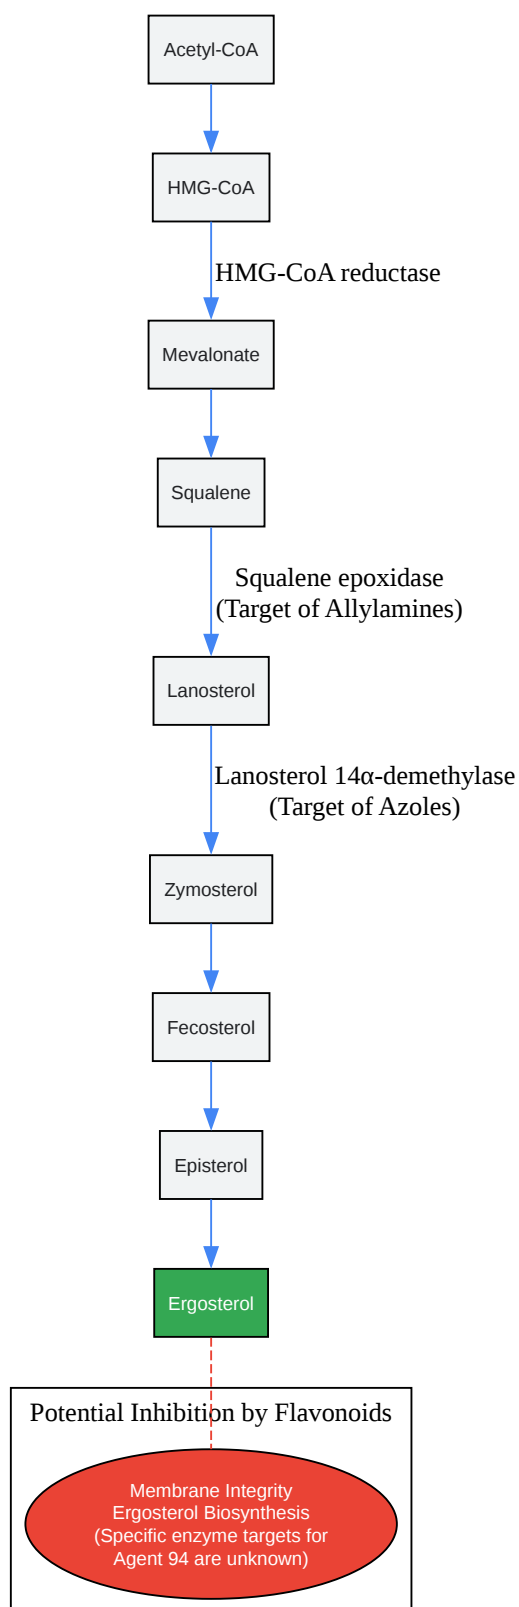 Acetyl-CoA
HMG-CoA
HMG-CoA reductase
Mevalonate
Squalene
Squalene epoxidase
(Target of Allylamines)
Lanosterol
Lanosterol 14α-demethylase
(Target of Azoles)
Zymosterol
Fecosterol
Episterol
Ergosterol
Potential Inhibition by Flavonoids
Membrane Integrity
Ergosterol Biosynthesis
(Specific enzyme targets for
Agent 94 are unknown)